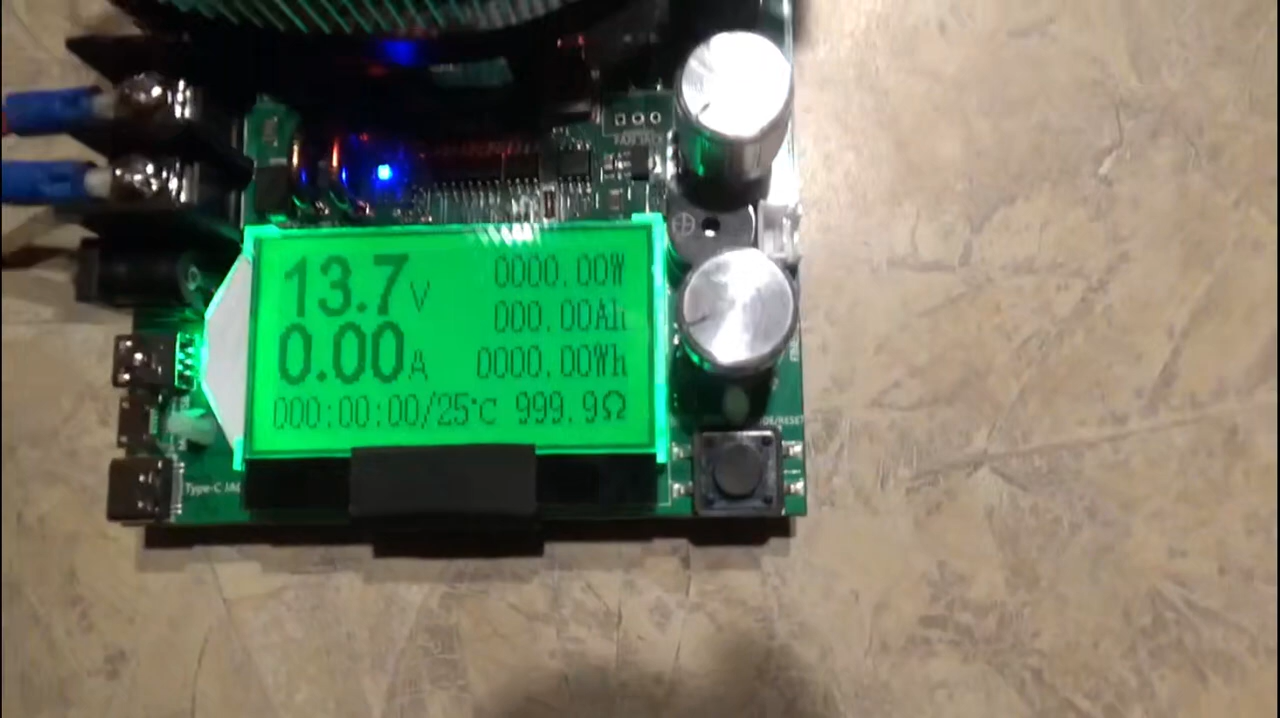 13.7V 0000.00W
000.00Ah
0.00A 0000.00Wh
000:00:00/25℃ 999.9Ω
Type-C